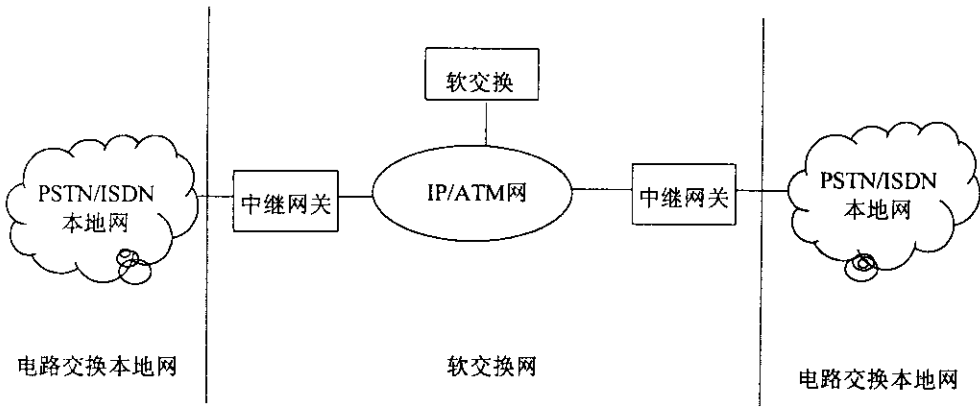 软交换
PSTN/ISDN
本地网
中继网关
IP/ATM网
中继网关
PSTN/ISDN
本地网
电路交换本地网
软交换网
电路交换本地网